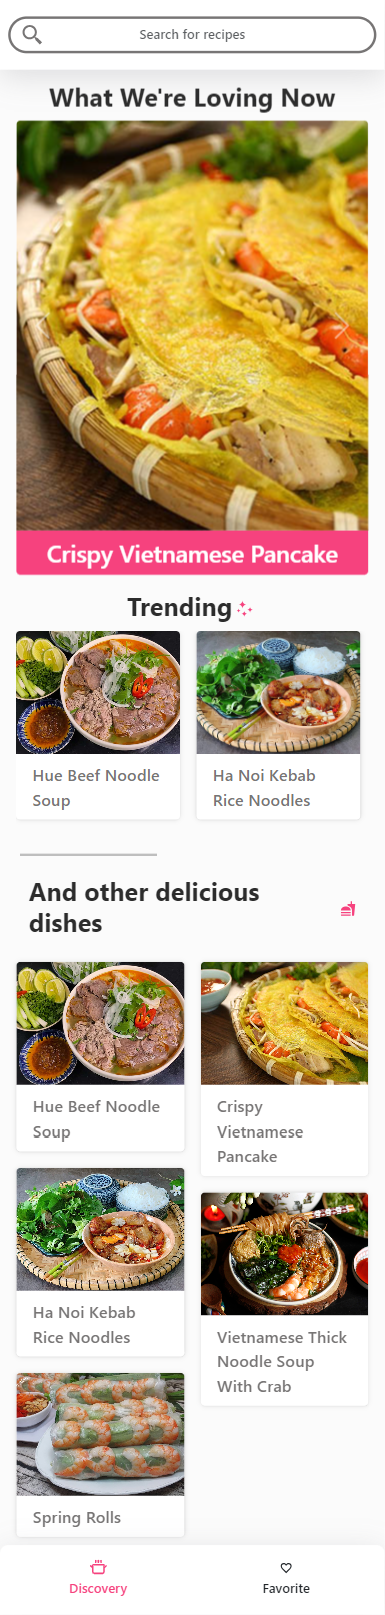 Search for recipes
What We're Loving Now
Crispy Vietnamese Pancake
Trending
Hue Beef Noodle
Soup
Ha Noi Kebab
Rice Noodles
And other delicious
dishes
Hue Beef Noodle
Soup
Crispy
Vietnamese
Pancake
Ha Noi Kebab
Rice Noodles
Vietnamese Thick
Noodle Soup
With Crab
Spring Rolls
Discovery
Favorite